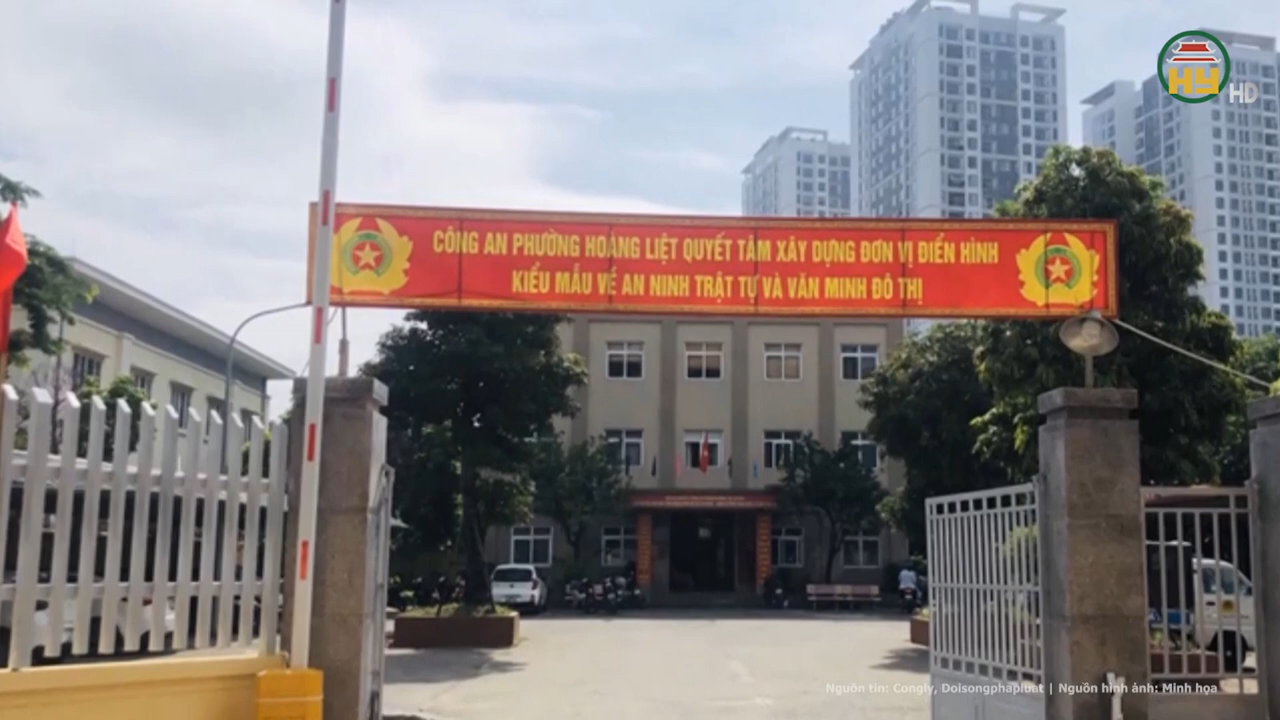 HY HD
CÔNG AN PHƯỜNG HOÀNG LIỆT QUYẾT TÂM XÂY DỰNG ĐƠN VỊ ĐIỂN HÌNH
KIỂU MẪU VỀ AN NINH TRẬT TỰ VÀ VĂN MINH ĐÔ THỊ
Nguồn tin: Congly, Doisongphapluat | Nguồn hình ảnh: Minh họa